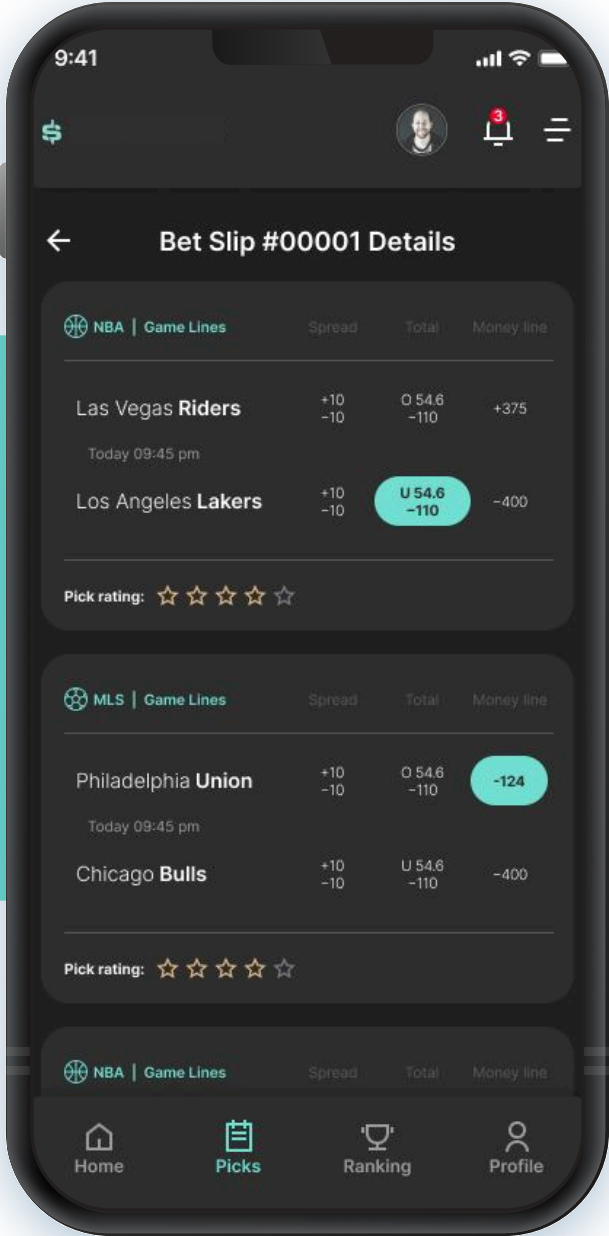 9:41
$
3
Bet Slip #00001 Details
NBA | Game Lines Spread Total Money line
+10 O 54.6
Las Vegas Riders +375
−10 −110
Today 09:45 pm
+10 U 54.6
Los Angeles Lakers −400
−10 −110
Pick rating:
MLS | Game Lines Spread Total Money line
+10 O 54.6
Philadelphia Union -124
−10 −110
Today 09:45 pm
+10 U 54.6
Chicago Bulls −400
−10 −110
Pick rating:
NBA | Game Lines Spread Total Money line
Home Picks Ranking Profile